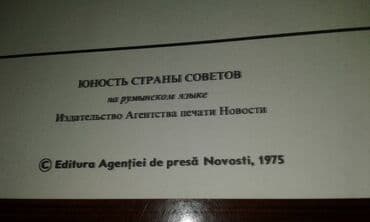 ЮНОСТЬ СТРАНЫ СОВЕТОВ
на румынском языке
Издательство Агентства печати Новости
© Editura Agenției de presă Novosti, 1975